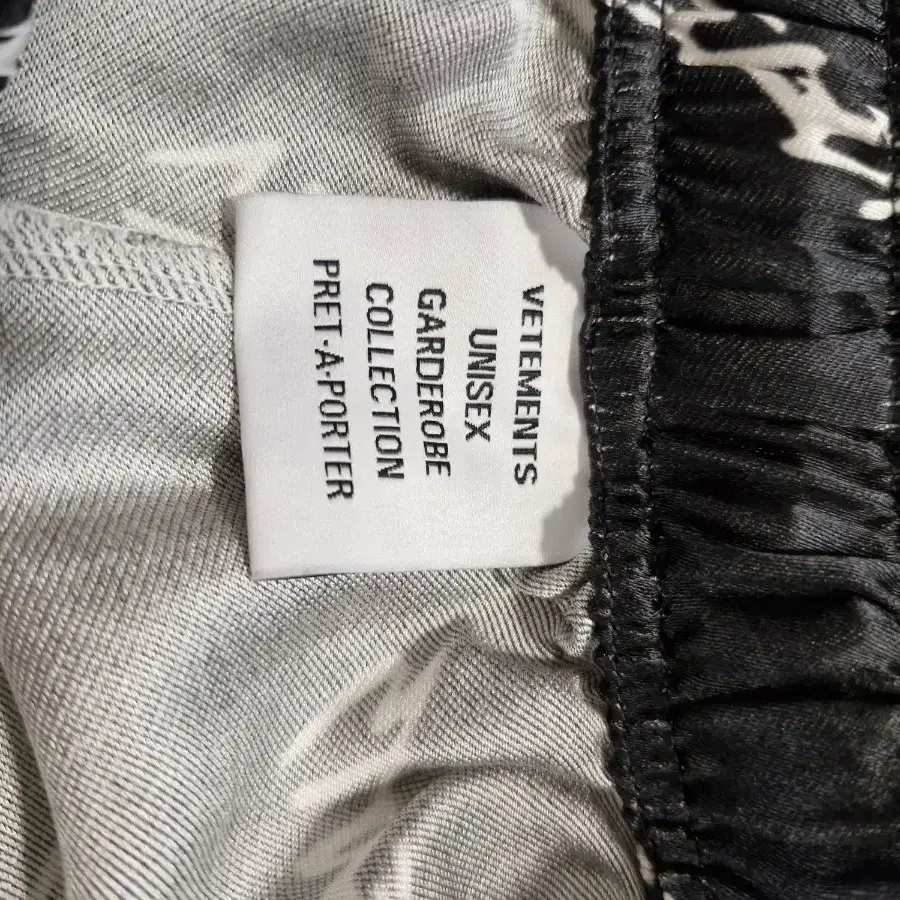 VETEMENTS
UNISEX
GARDEROBE
COLLECTION
PRET·A·PORTER